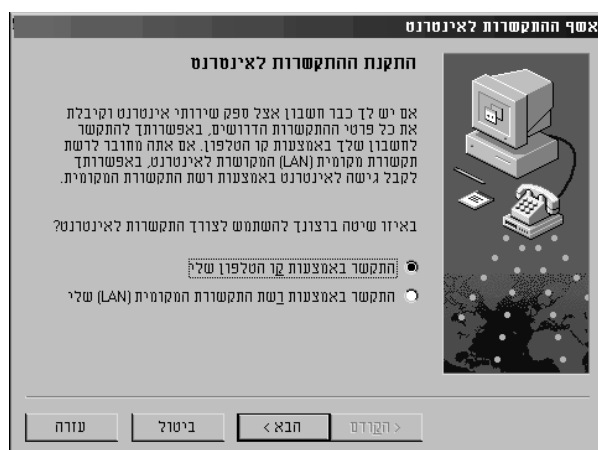 אשף ההתקשרות לאינטרנט
התקנת ההתקשרות לאינטרנט
אם יש לך כבר חשבון אצל ספק שירותי אינטרנט וקיבלת
את כל פרטי ההתקשרות הדרושים, באפשרותך להתקשר
לחשבון שלך באמצעות קו הטלפון. אם אתה מחובר לרשת
תקשורת מקומית (LAN) המקושרת לאינטרנט, באפשרותך
לקבל גישה לאינטרנט באמצעות רשת התקשורת המקומית.
באיזו שיטה ברצונך להשתמש לצורך התקשרות לאינטרנט?
התקשר באמצעות קו הטלפון שלי
התקשר באמצעות רשת התקשורת המקומית (LAN) שלי
< הקודם
הבא >
ביטול
עזרה